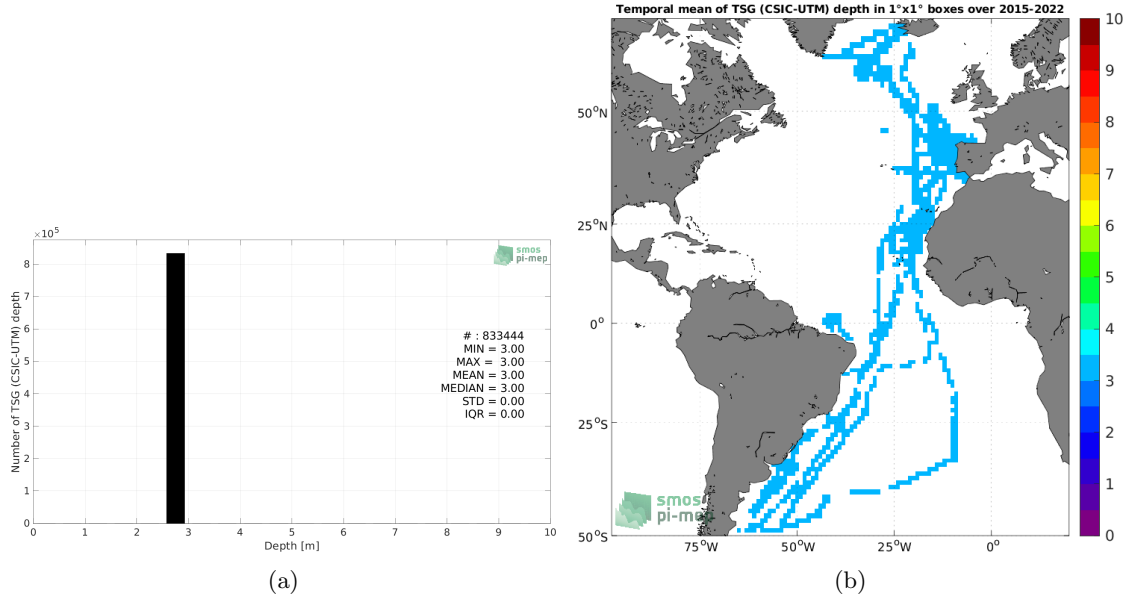 ×10⁵
8
7
6
5
4
3
2
1
0
Number of TSG (CSIC-UTM) depth
smos
pi-mep
# : 833444
MIN = 3.00
MAX = 3.00
MEAN = 3.00
MEDIAN = 3.00
STD = 0.00
IQR = 0.00
0 1 2 3 4 5 6 7 8 9 10
Depth [m]
(a)
Temporal mean of TSG (CSIC-UTM) depth in 1°x1° boxes over 2015-2022
50°N
25°N
0°
25°S
50°S
smos
pi-mep
75°W 50°W 25°W 0°
10
9
8
7
6
5
4
3
2
1
0
(b)